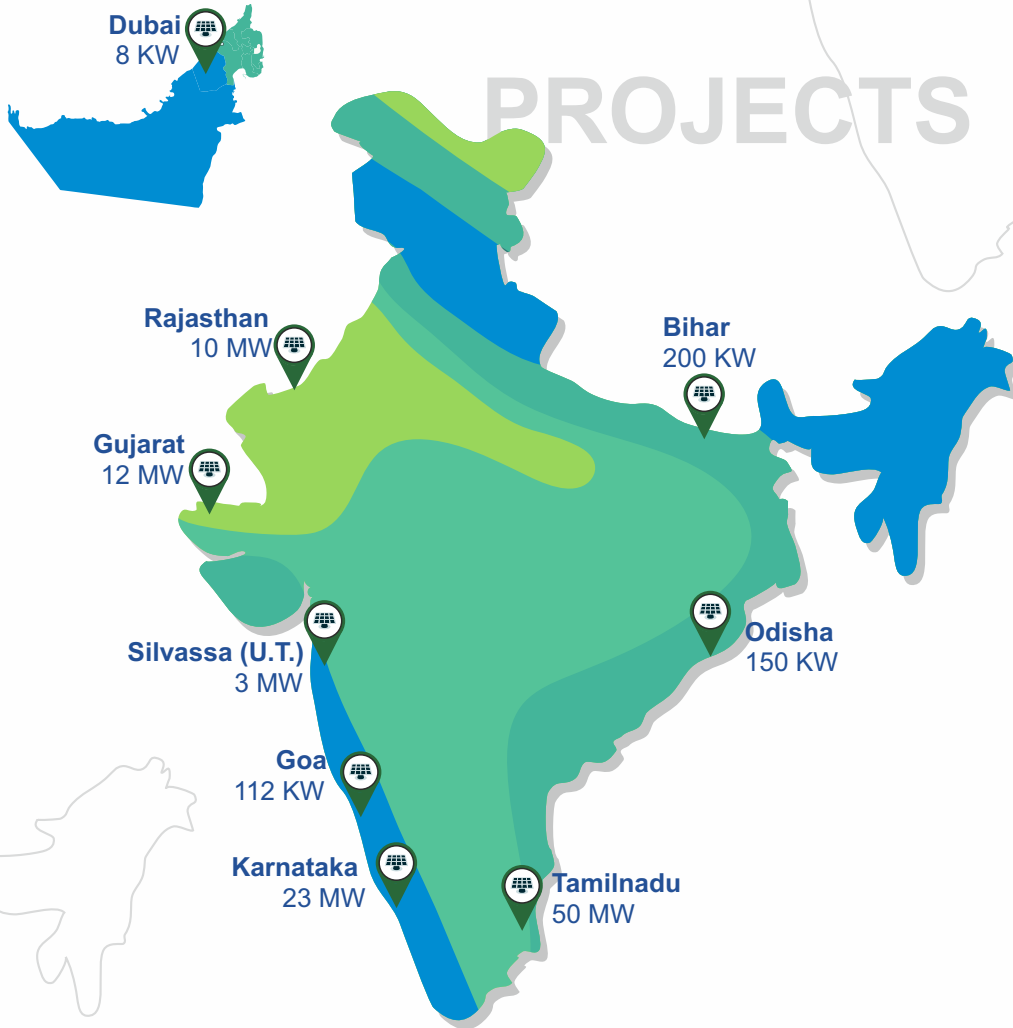 Dubai
8 KW
PROJECTS
Rajasthan
10 MW
Bihar
200 KW
Gujarat
12 MW
Silvassa (U.T.)
3 MW
Odisha
150 KW
Goa
112 KW
Karnataka
23 MW
Tamilnadu
50 MW